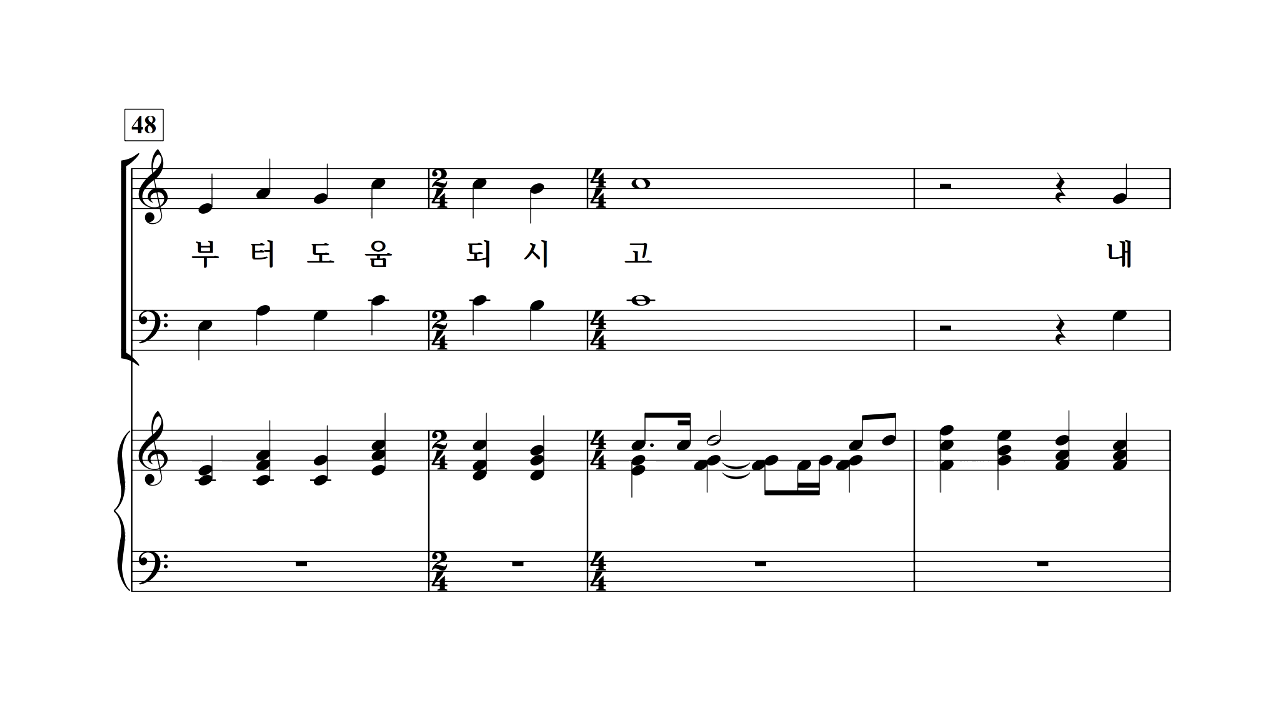 48
부 터 도 움 되 시 고 내